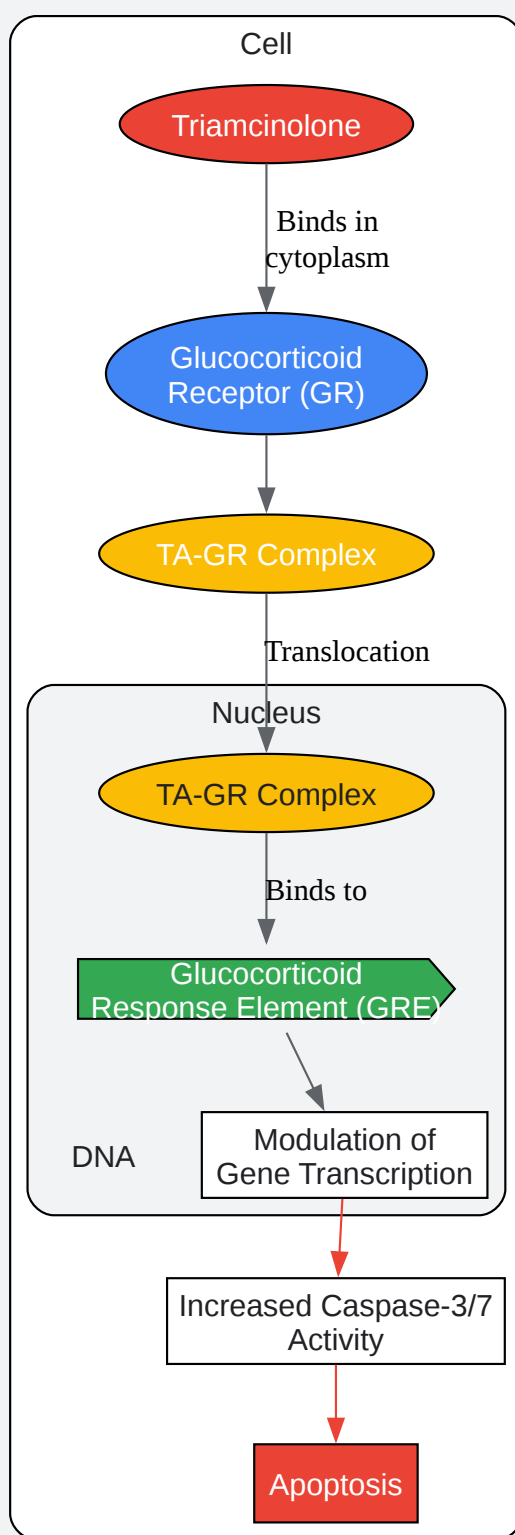 Cell
Triamcinolone
Binds in
cytoplasm
Glucocorticoid
Receptor (GR)
TA-GR Complex
Translocation
Nucleus
TA-GR Complex
Binds to
Glucocorticoid
Response Element (GRE)
DNA
Modulation of
Gene Transcription
Increased Caspase-3/7
Activity
Apoptosis